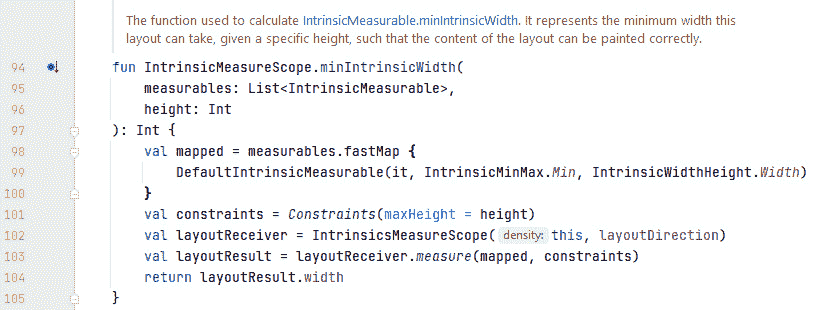 The function used to calculate IntrinsicMeasurable.minIntrinsicWidth. It represents the minimum width this
layout can take, given a specific height, such that the content of the layout can be painted correctly.
94 fun IntrinsicMeasureScope.minIntrinsicWidth(
95 measurables: List<IntrinsicMeasurable>,
96 height: Int
97 ): Int {
98 val mapped = measurables.fastMap {
99 DefaultIntrinsicMeasurable(it, IntrinsicMinMax.Min, IntrinsicWidthHeight.Width)
100 }
101 val constraints = Constraints(maxHeight = height)
102 val layoutReceiver = IntrinsicsMeasureScope( density: this, layoutDirection)
103 val layoutResult = layoutReceiver.measure(mapped, constraints)
104 return layoutResult.width
105 }